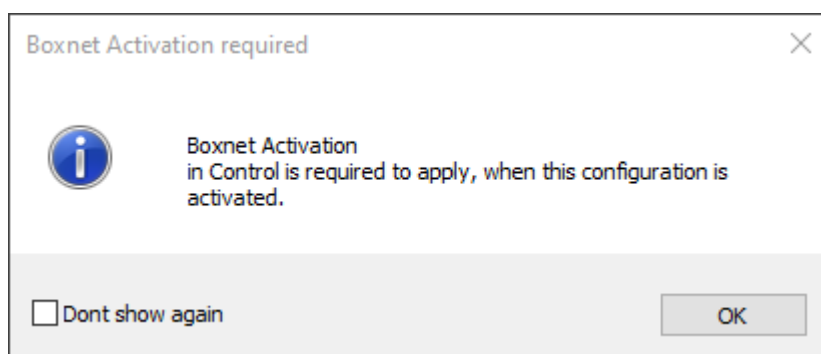 Boxnet Activation required
Boxnet Activation
in Control is required to apply, when this configuration is
activated.
Dont show again
OK